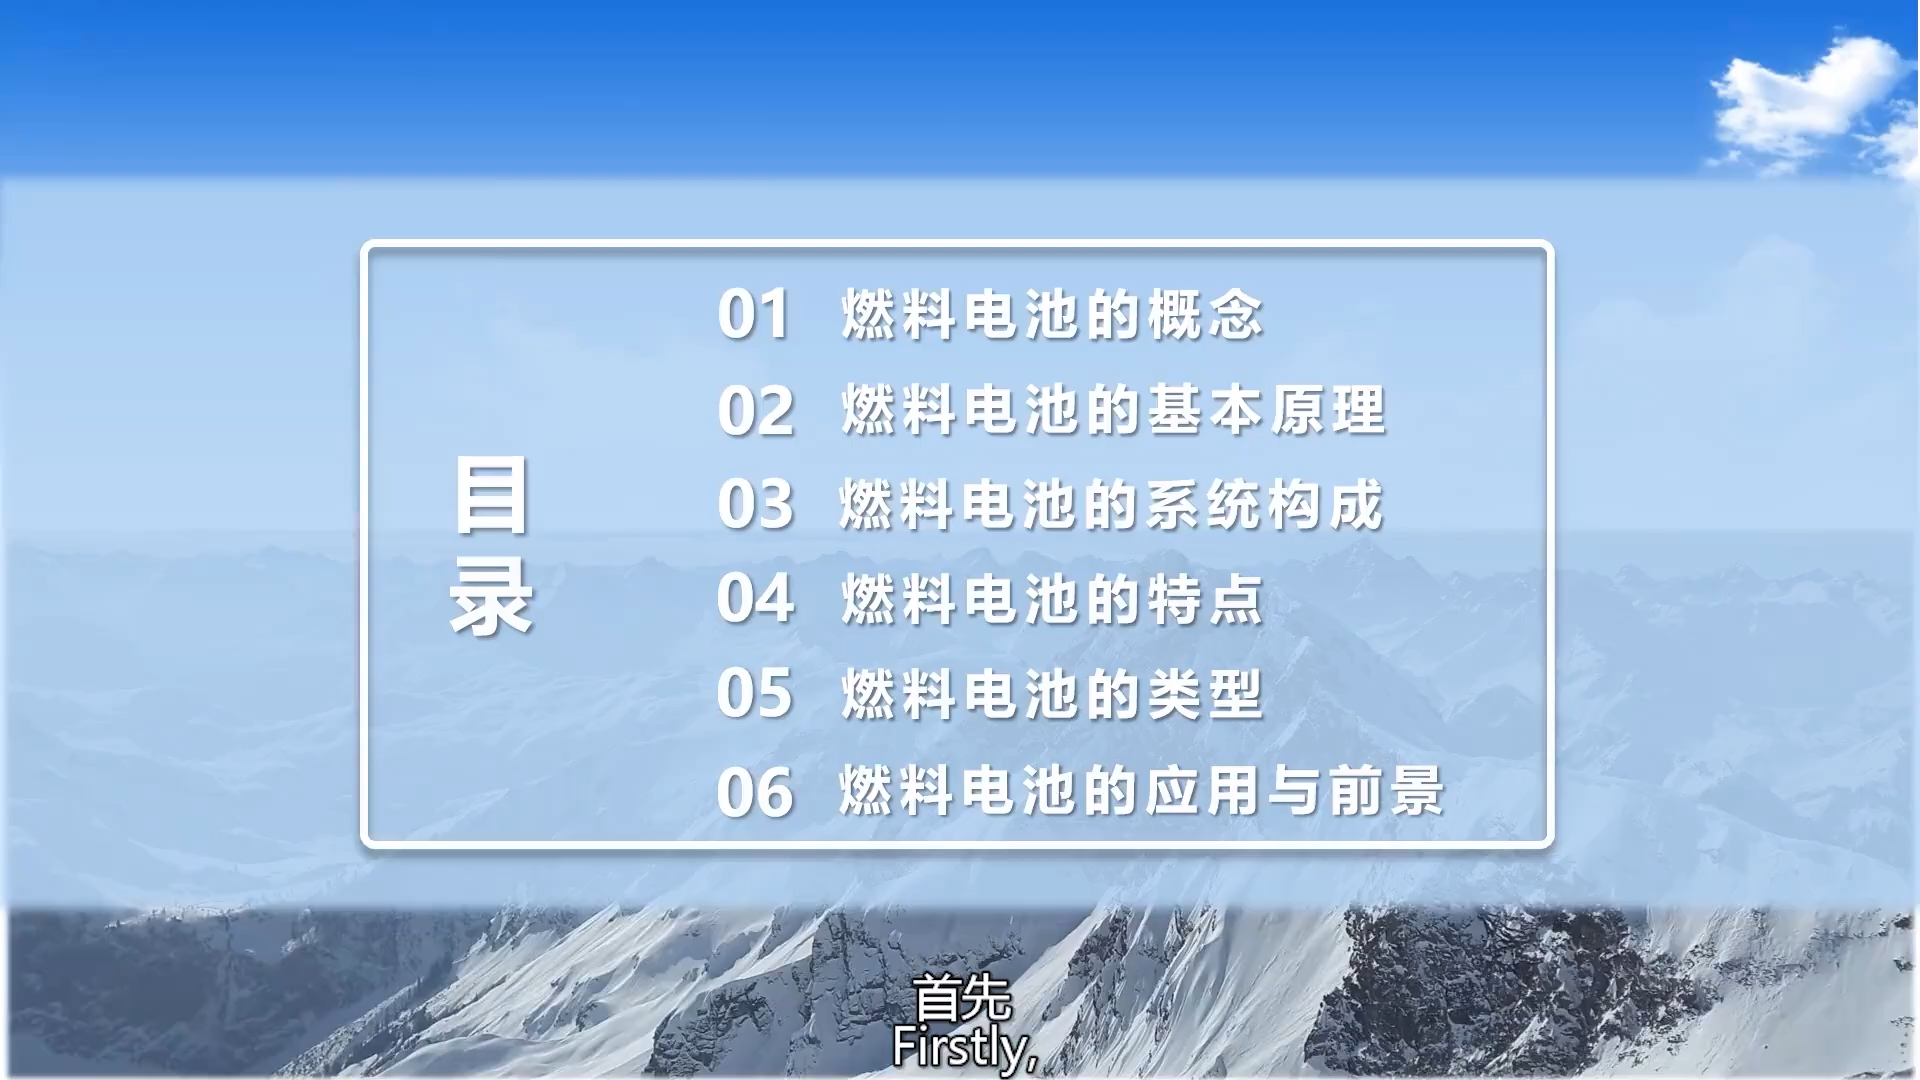 目录
01 燃料电池的概念
02 燃料电池的基本原理
03 燃料电池的系统构成
04 燃料电池的特点
05 燃料电池的类型
06 燃料电池的应用与前景
首先
Firstly,